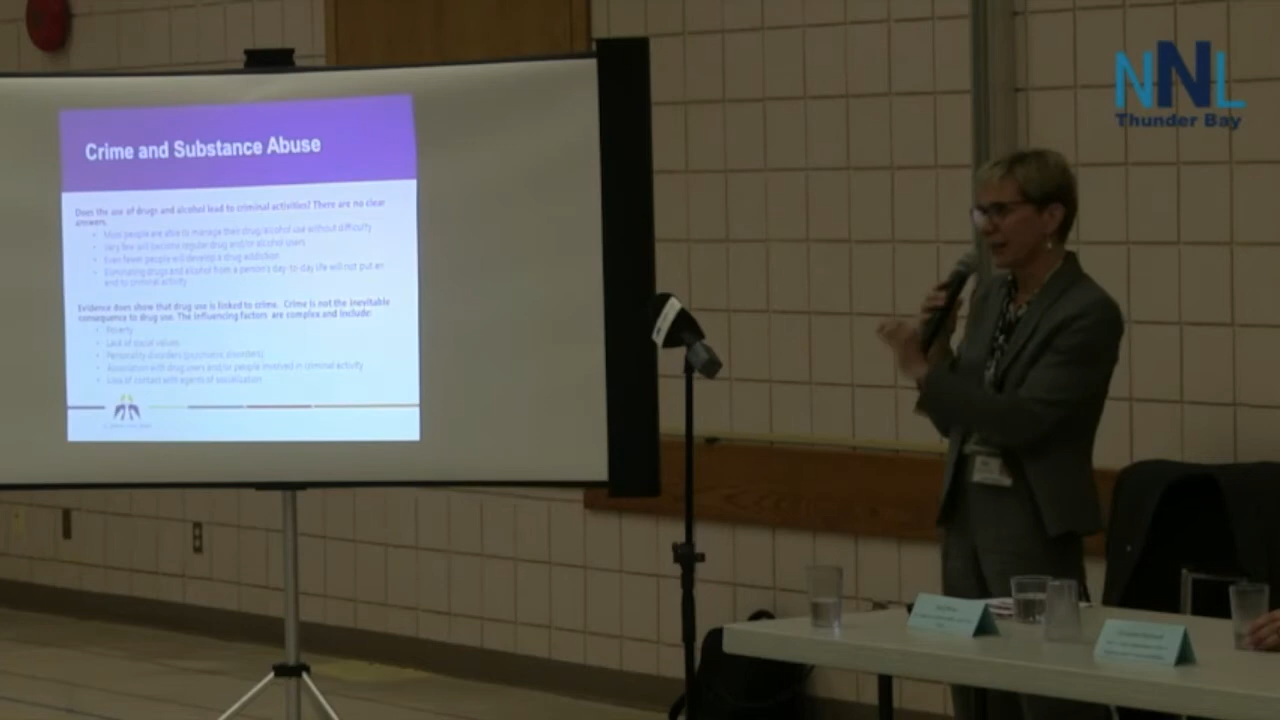 NNL
Thunder Bay
Crime and Substance Abuse
Does the use of drugs and alcohol lead to criminal activities? There are no clear
answers.
Most people are able to manage their drug/alcohol use without difficulty
Very few will become regular drug and/or alcohol users
Even fewer people will develop a drug addiction
Eliminating drugs and alcohol from a person's day-to-day life will not put an
end to criminal activity
Evidence does show that drug use is linked to crime. Crime is not the inevitable
consequence to drug use. The influencing factors are complex and include:
Poverty
Lack of social values
Personality disorders (psychiatric disorders)
Association with drug users and/or people involved in criminal activity
Loss of contact with agents of socialization